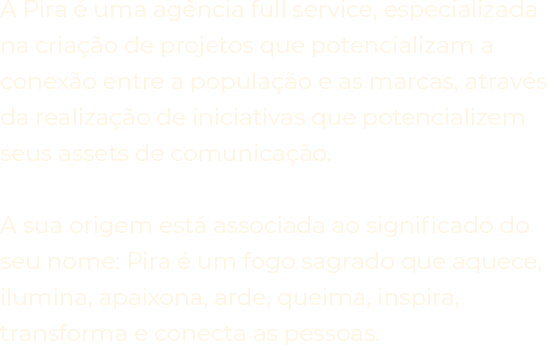 A Pira é uma agência full service, especializada
na criação de projetos que potencializam a
conexão entre a população e as marcas, através
da realização de iniciativas que potencializem
seus assets de comunicação.
A sua origem está associada ao significado do
seu nome: Pira é um fogo sagrado que aquece,
ilumina, apaixona, arde, queima, inspira,
transforma e conecta as pessoas.